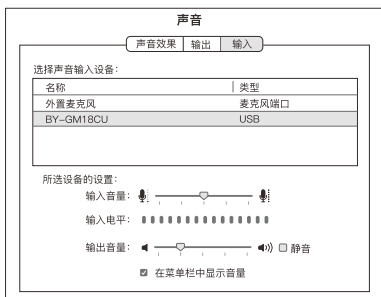 声音
声音效果 输出 输入
选择声音输入设备：
名称 类型
外置麦克风 麦克风端口
BY-GM18CU USB
所选设备的设置：
输入音量：
输入电平：
输出音量： 静音
在菜单栏中显示音量